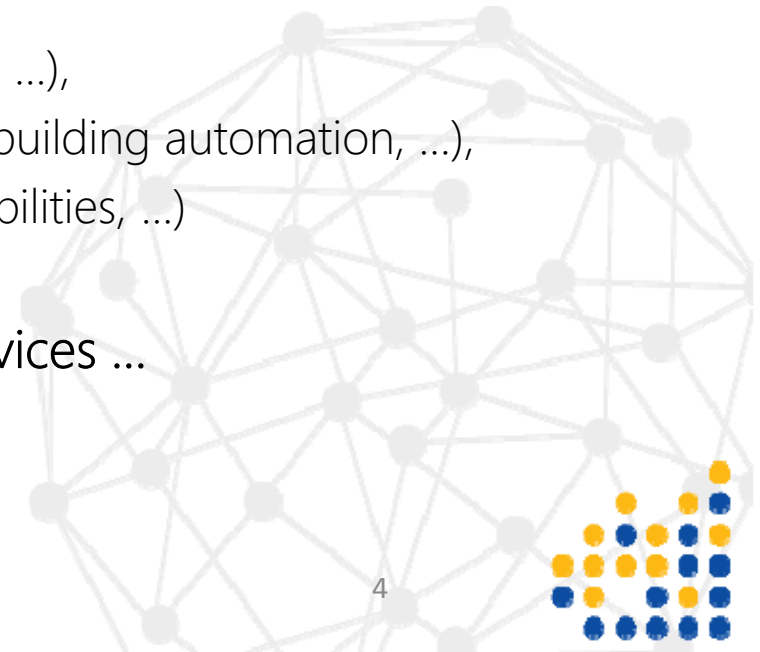 ...),
building automation, ...),
bilities, ...)
vices ...
4